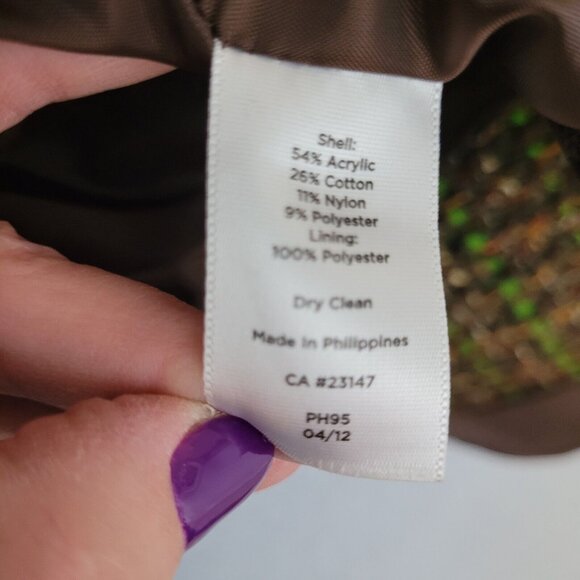 Shell:
54% Acrylic
26% Cotton
11% Nylon
9% Polyester
Lining:
100% Polyester
Dry Clean
Made In Philippines
CA #23147
PH95
04/12